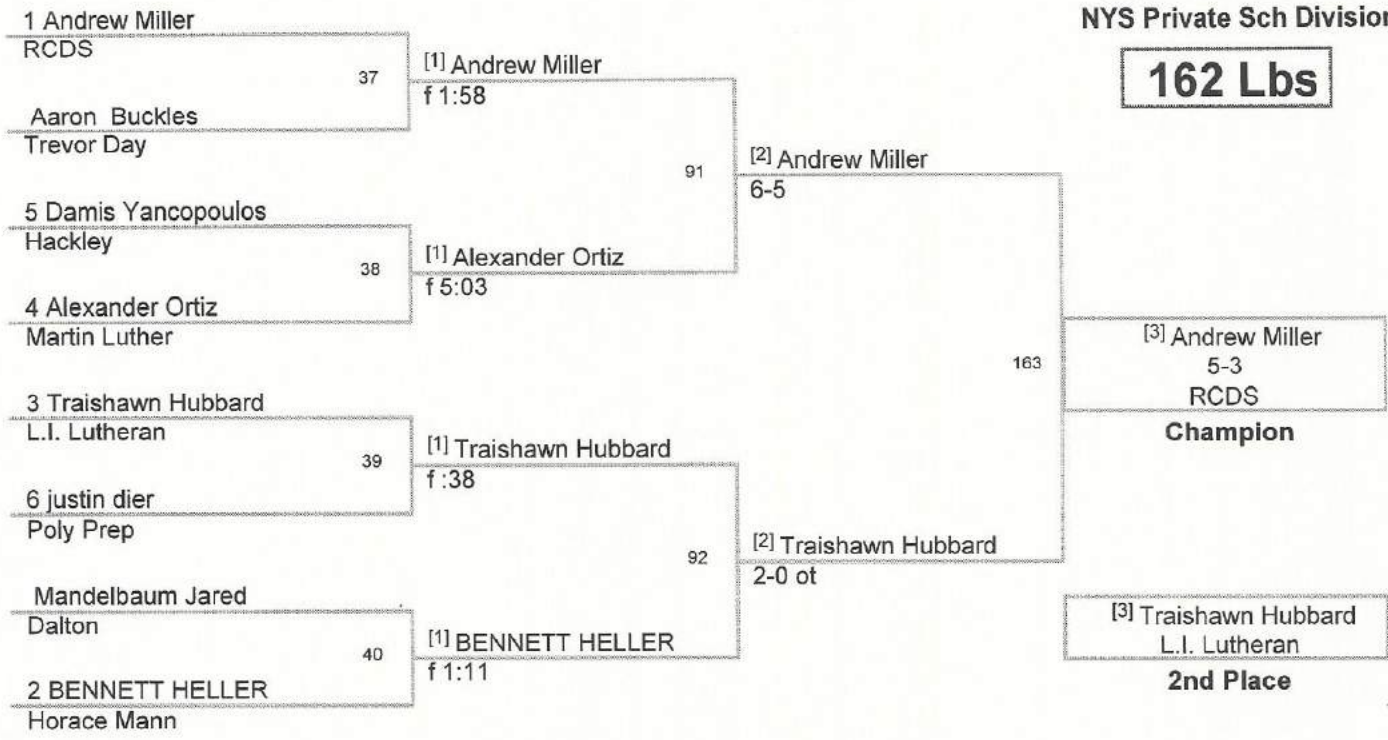 NYS Private Sch Division
162 Lbs
1 Andrew Miller
RCDS
37
Aaron Buckles
Trevor Day
[1] Andrew Miller
f 1:58
91
5 Damis Yancopoulos
Hackley
38
4 Alexander Ortiz
Martin Luther
[1] Alexander Ortiz
f 5:03
[2] Andrew Miller
6-5
163
3 Traishawn Hubbard
L.I. Lutheran
39
6 justin dier
Poly Prep
[1] Traishawn Hubbard
f :38
92
Mandelbaum Jared
Dalton
40
2 BENNETT HELLER
Horace Mann
[1] BENNETT HELLER
f 1:11
[2] Traishawn Hubbard
2-0 ot
[3] Andrew Miller
5-3
RCDS
Champion
[3] Traishawn Hubbard
L.I. Lutheran
2nd Place